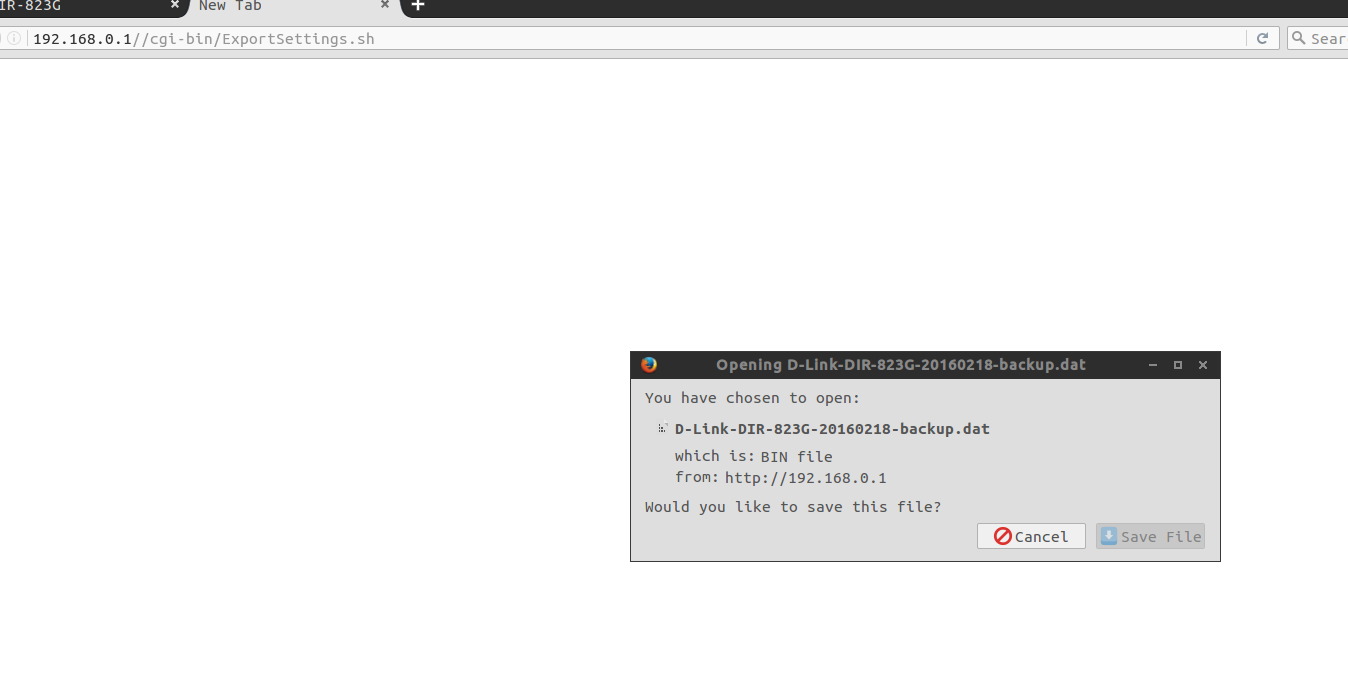 IR-823G
New Tab
192.168.0.1//cgi-bin/ExportSettings.sh
Sear
Opening D-Link-DIR-823G-20160218-backup.dat
You have chosen to open:
D-Link-DIR-823G-20160218-backup.dat
which is: BIN file
from: http://192.168.0.1
Would you like to save this file?
Cancel
Save File